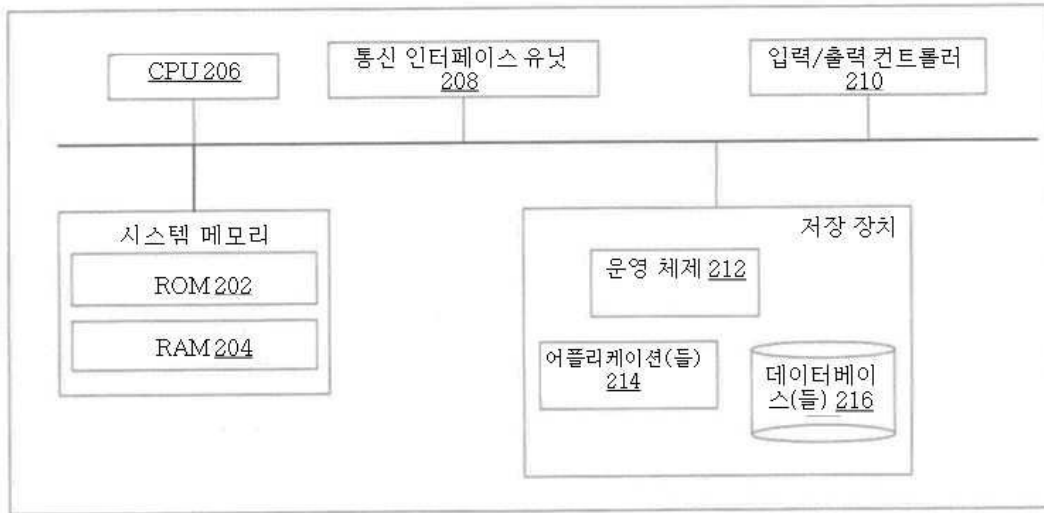 CPU 206
통신 인터페이스 유닛
208
입력/출력 컨트롤러
210
시스템 메모리
ROM 202
RAM 204
저장 장치
운영 체제 212
어플리케이션(들)
214
데이터베이
스(들) 216